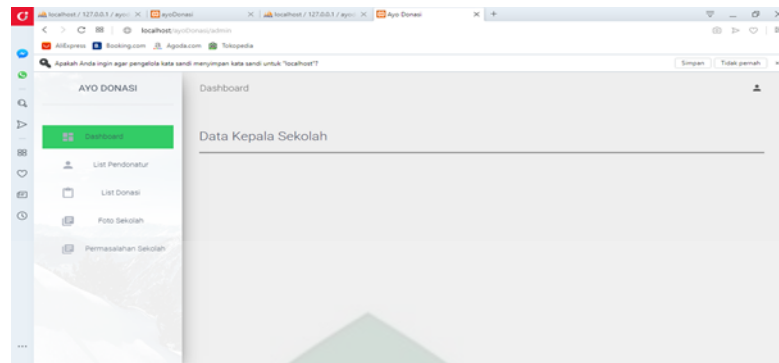 localhost / 127.0.0.1 / ayoc
ayoDonasi
localhost / 127.0.0.1 / ayoc
Ayo Donasi
localhost/ayoDonasi/admin
AliExpress Booking.com Agoda.com Tokopedia
Apakah Anda ingin agar pengelola kata sandi menyimpan kata sandi untuk "localhost"?
Simpan
Tidak pernah
AYO DONASI
Dashboard
Dashboard
Data Kepala Sekolah
List Pendonatur
List Donasi
Foto Sekolah
Permasalahan Sekolah